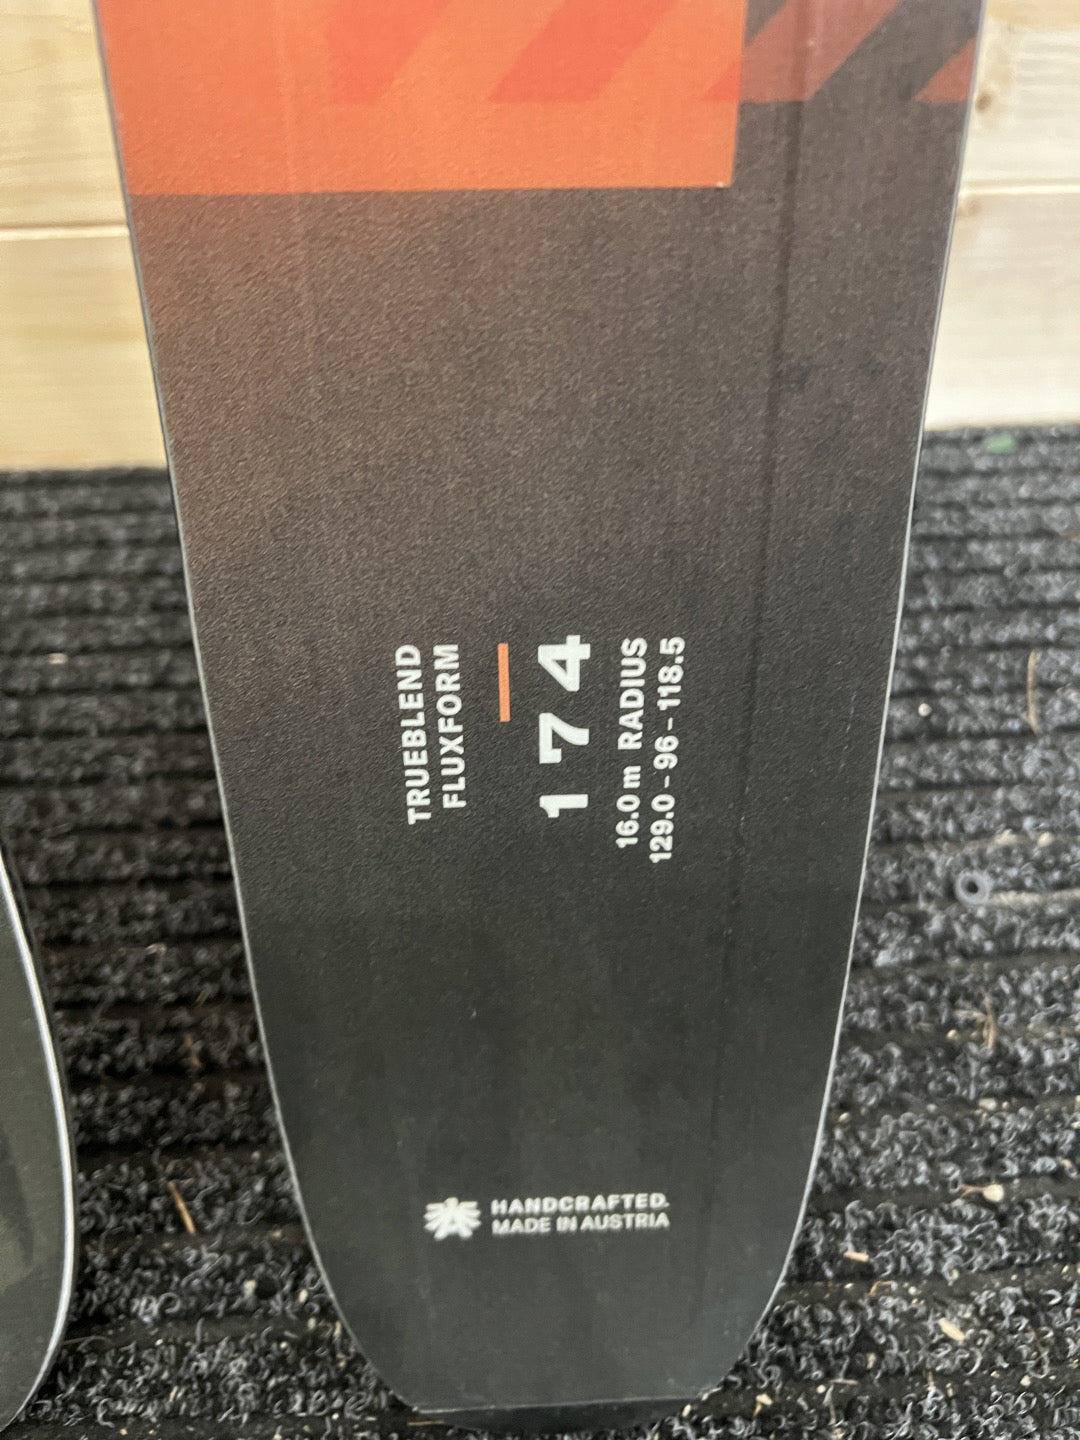 TRUEBLEND
FLUXFORM
174
16.0 m RADIUS
129.0 - 96 - 118.5
HANDCRAFTED.
MADE IN AUSTRIA